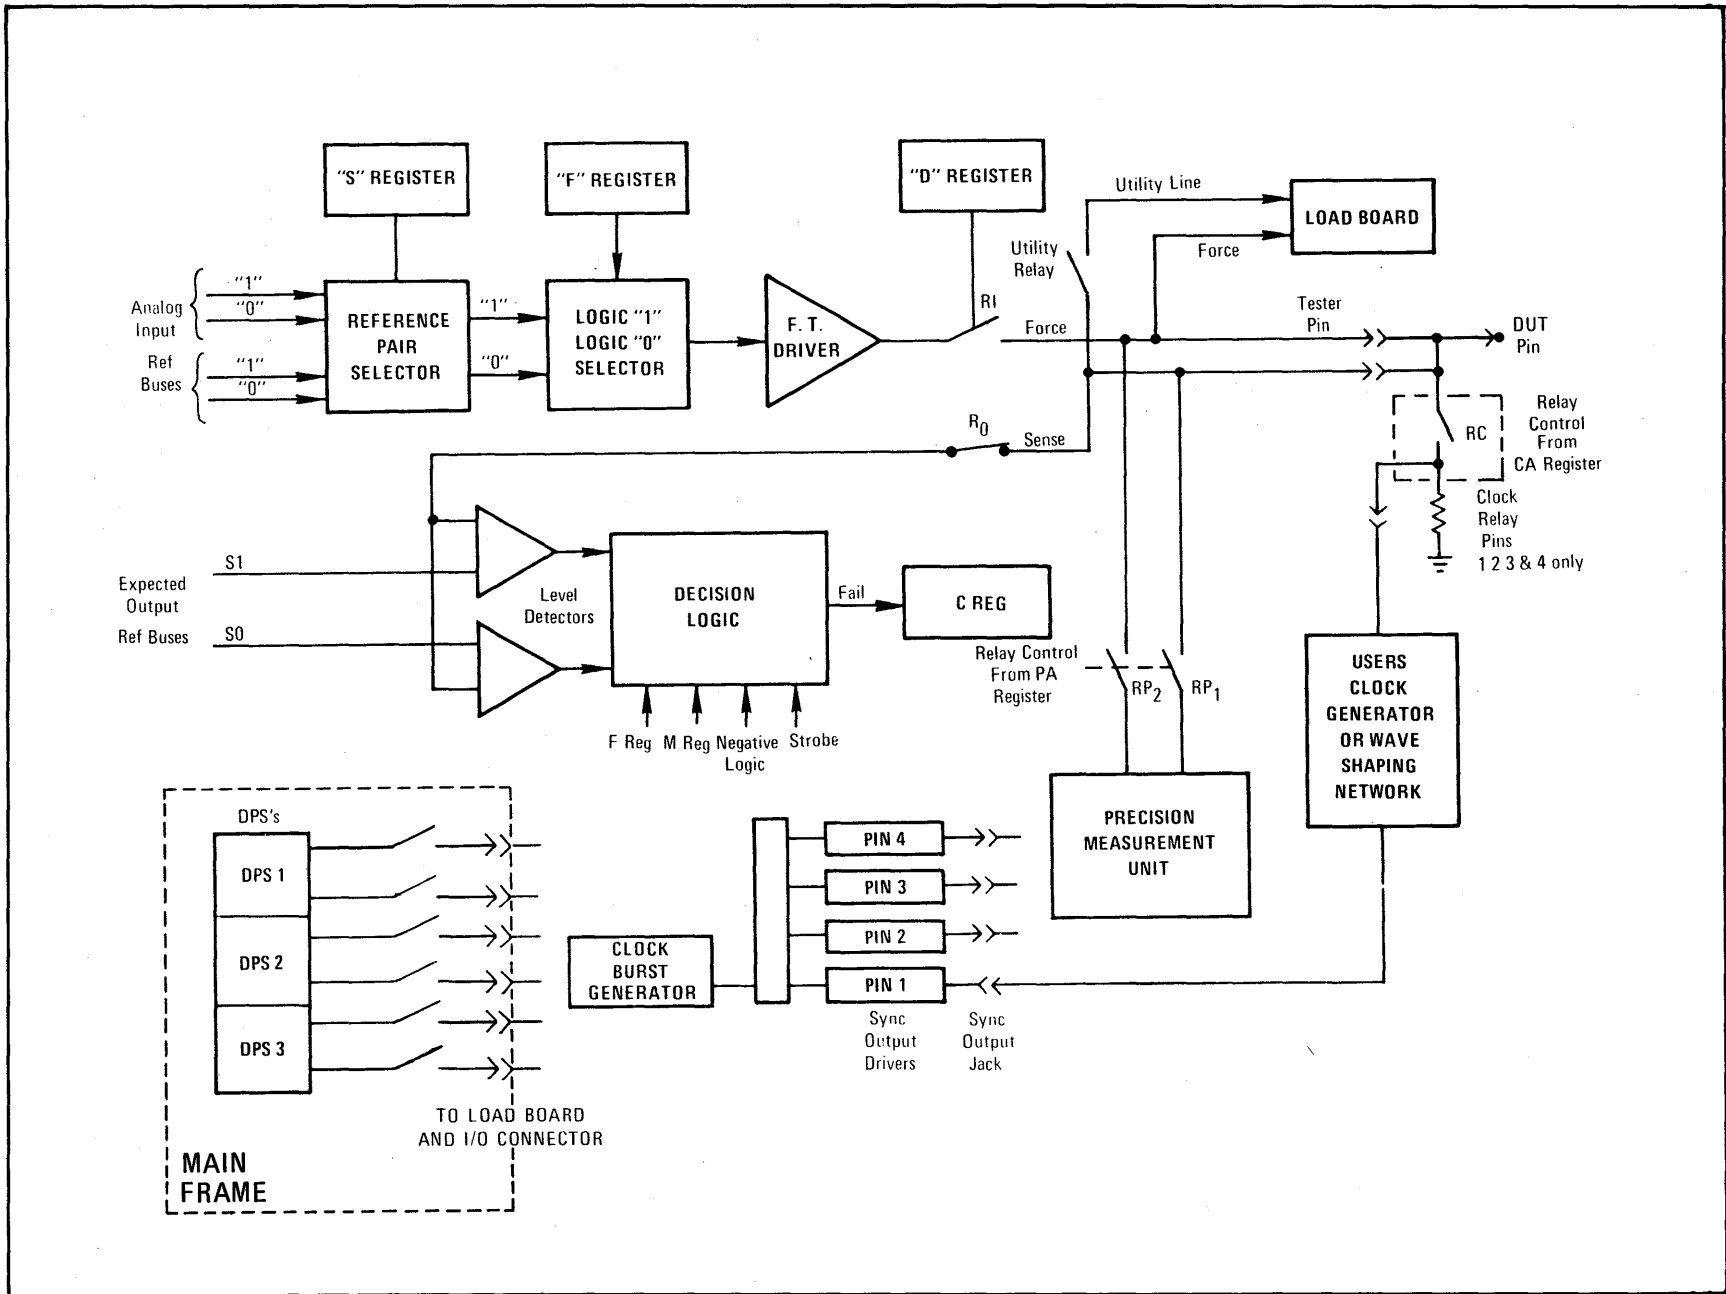 "S" REGISTER
"F" REGISTER
"D" REGISTER
Utility Line
LOAD BOARD
Utility
Relay
Force
Analog
Input
"1"
"0"
Ref
Buses
"1"
"0"
REFERENCE
PAIR
SELECTOR
"1"
"0"
LOGIC "1"
LOGIC "0"
SELECTOR
F. T.
DRIVER
RI
Force
Tester
Pin
DUT
Pin
R0
Sense
RC
Relay
Control
From
CA Register
Clock
Relay
Pins
1 2 3 & 4 only
Expected
Output
Ref Buses
S1
S0
Level
Detectors
DECISION
LOGIC
Fail
C REG
F Reg
M Reg
Negative
Logic
Strobe
Relay Control
From PA
Register
RP2
RP1
USERS
CLOCK
GENERATOR
OR WAVE
SHAPING
NETWORK
PRECISION
MEASUREMENT
UNIT
DPS's
DPS 1
DPS 2
DPS 3
CLOCK
BURST
GENERATOR
PIN 4
PIN 3
PIN 2
PIN 1
Sync
Output
Drivers
Sync
Output
Jack
TO LOAD BOARD
AND I/O CONNECTOR
MAIN
FRAME